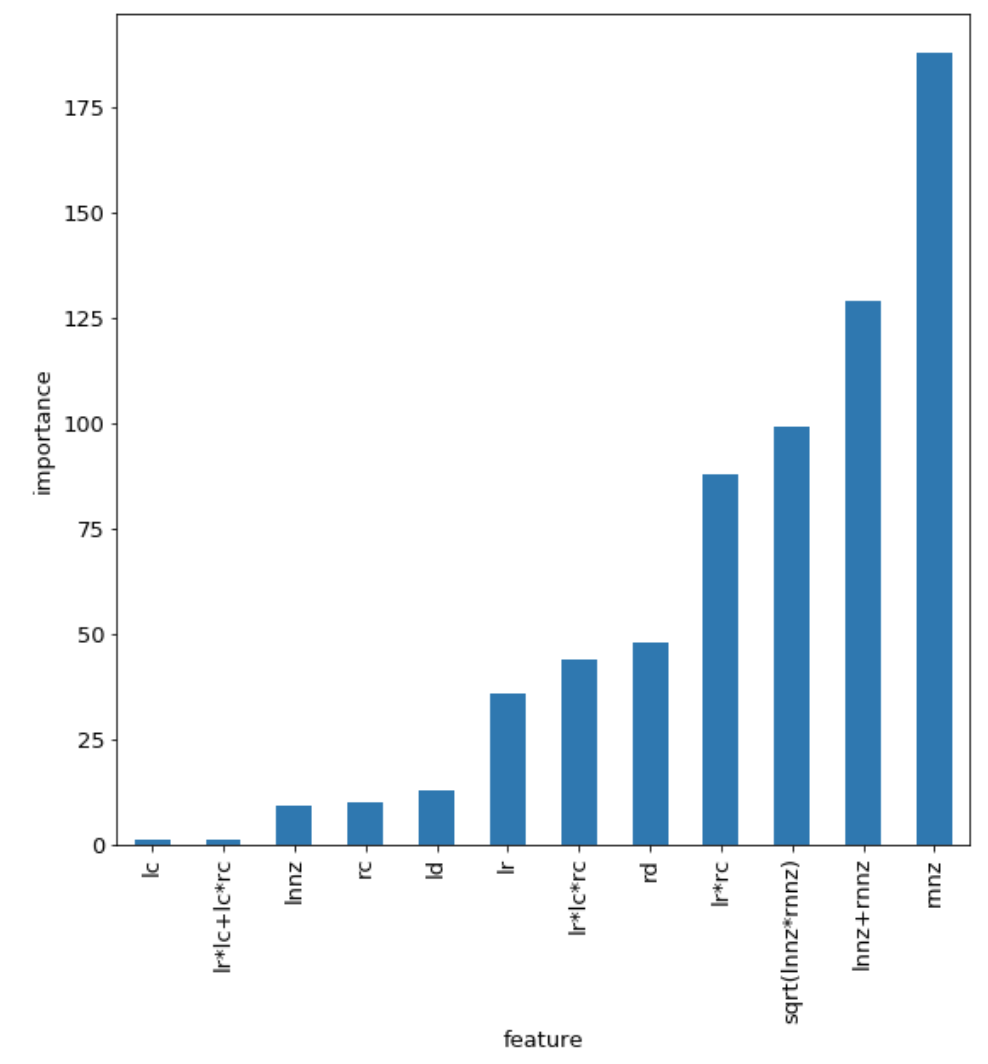 175
150
125
100
75
50
25
0
importance
lc
lr*lc+lc*rc
lnnz
rc
ld
lr
lr*lc*rc
rd
lr*rc
sqrt(lnnz*rnnz)
lnnz+rnnz
rnnz
feature